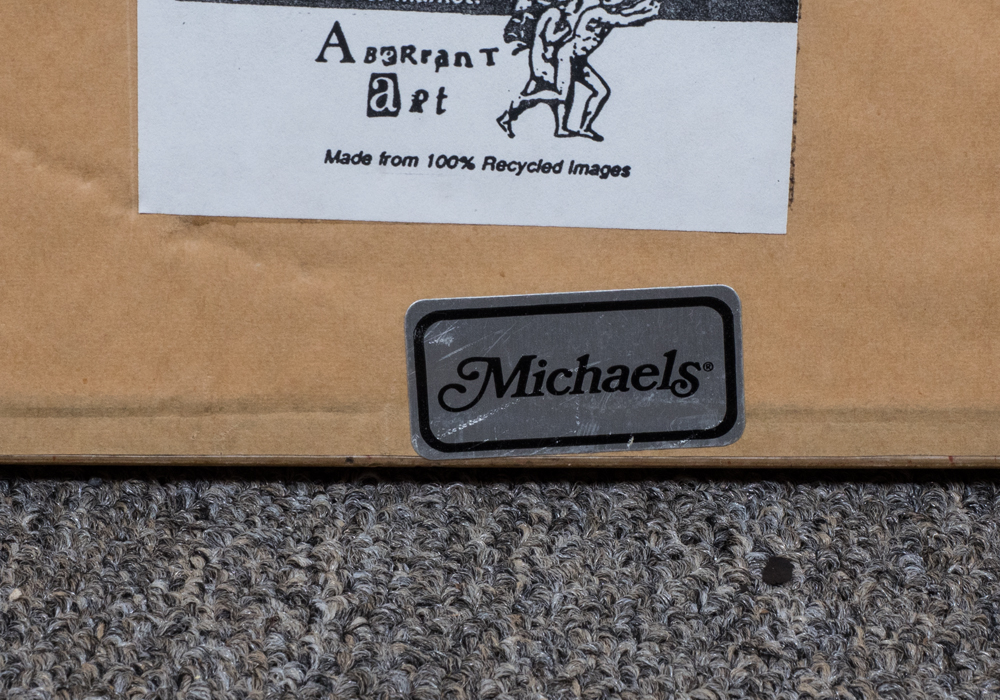 Aberrant
art
Made from 100% Recycled Images
Michaels®